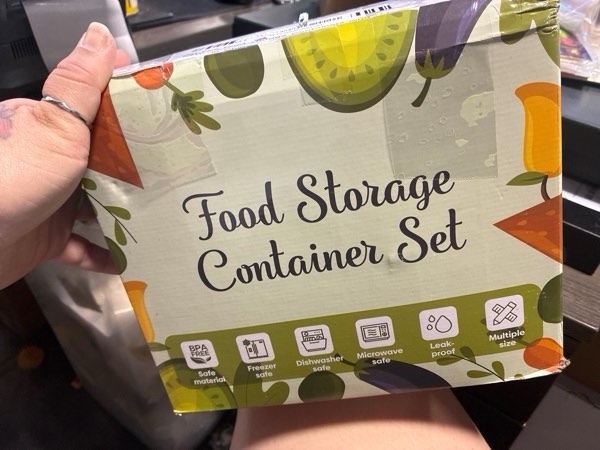 Food Storage
Container Set
BPA
FREE
Safe
material
Freezer
safe
Dishwasher
safe
Microwave
safe
Leak-
proof
Multiple
size